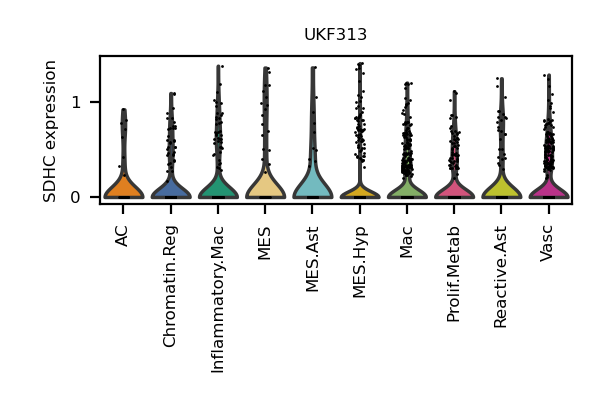 UKF313
SDHC expression
1
0
AC
Chromatin.Reg
Inflammatory.Mac
MES
MES.Ast
MES.Hyp
Mac
Prolif.Metab
Reactive.Ast
Vasc